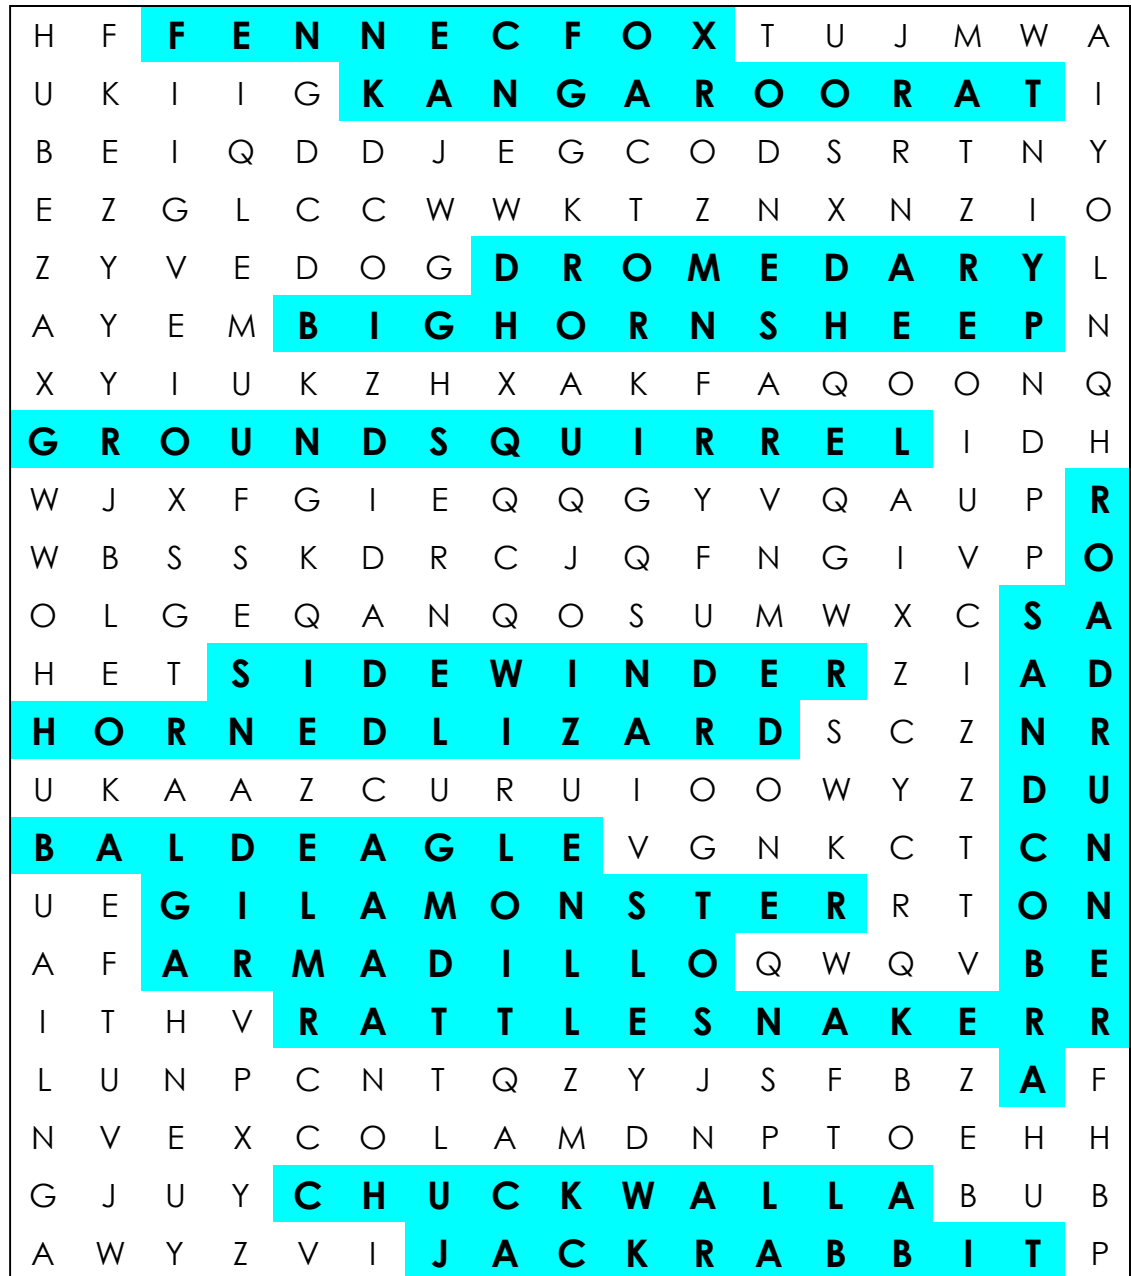 H F F E N N E C F O X T U J M W A
U K I I G K A N G A R O O R A T I
B E I Q D D J E G C O D S R T N Y
E Z G L C C W W K T Z N X N Z I O
Z Y V E D O G D R O M E D A R Y L
A Y E M B I G H O R N S H E E P N
X Y I U K Z H X A K F A Q O O N Q
G R O U N D S Q U I R R E L I D H
W J X F G I E Q Q G Y V Q A U P R
W B S S K D R C J Q F N G I V P O
O L G E Q A N Q O S U M W X C S A
H E T S I D E W I N D E R Z I A D
H O R N E D L I Z A R D S C Z N R
U K A A Z C U R U I O O W Y Z D U
B A L D E A G L E V G N K C T C N
U E G I L A M O N S T E R R T O N
A F A R M A D I L L O Q W Q V B E
I T H V R A T T L E S N A K E R R
L U N P C N T Q Z Y J S F B Z A F
N V E X C O L A M D N P T O E H H
G J U Y C H U C K W A L L A B U B
A W Y Z V I J A C K R A B B I T P